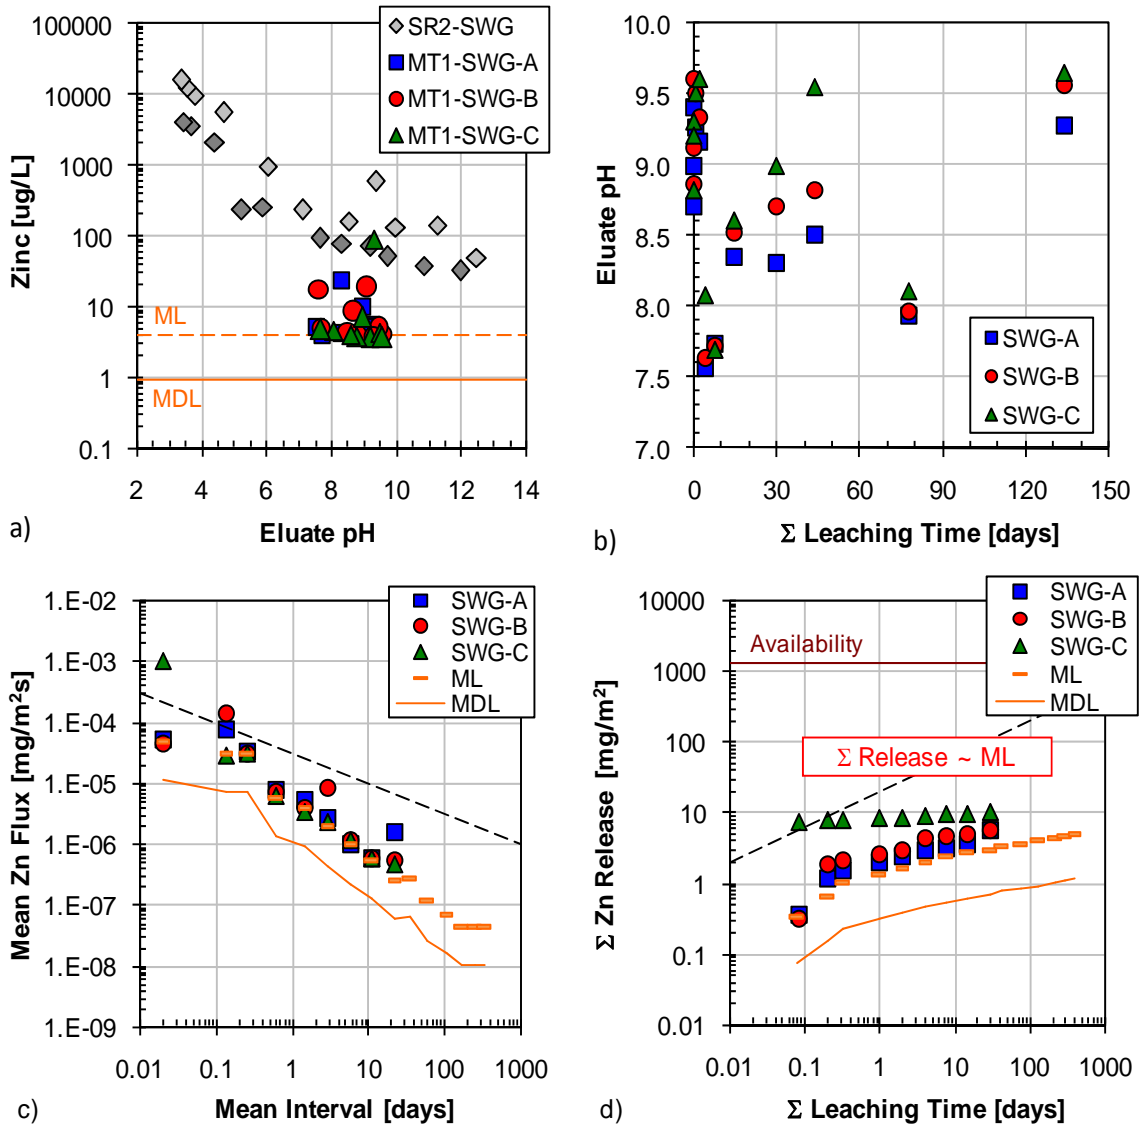 100000
10000
1000
100
10
1
0.1
Zinc [ug/L]
SR2-SWG
MT1-SWG-A
MT1-SWG-B
MT1-SWG-C
ML
MDL
2 4 6 8 10 12 14
Eluate pH
a)
10.0
9.5
9.0
8.5
8.0
7.5
7.0
Eluate pH
SWG-A
SWG-B
SWG-C
0 30 60 90 120 150
Σ Leaching Time [days]
b)
1.E-02
1.E-03
1.E-04
1.E-05
1.E-06
1.E-07
1.E-08
1.E-09
Mean Zn Flux [mg/m²s]
SWG-A
SWG-B
SWG-C
ML
MDL
0.01 0.1 1 10 100 1000
Mean Interval [days]
c)
10000
1000
100
10
1
0.1
0.01
Σ Zn Release [mg/m²]
SWG-A
SWG-B
SWG-C
ML
MDL
Availability
Σ Release ~ ML
0.01 0.1 1 10 100 1000
Σ Leaching Time [days]
d)